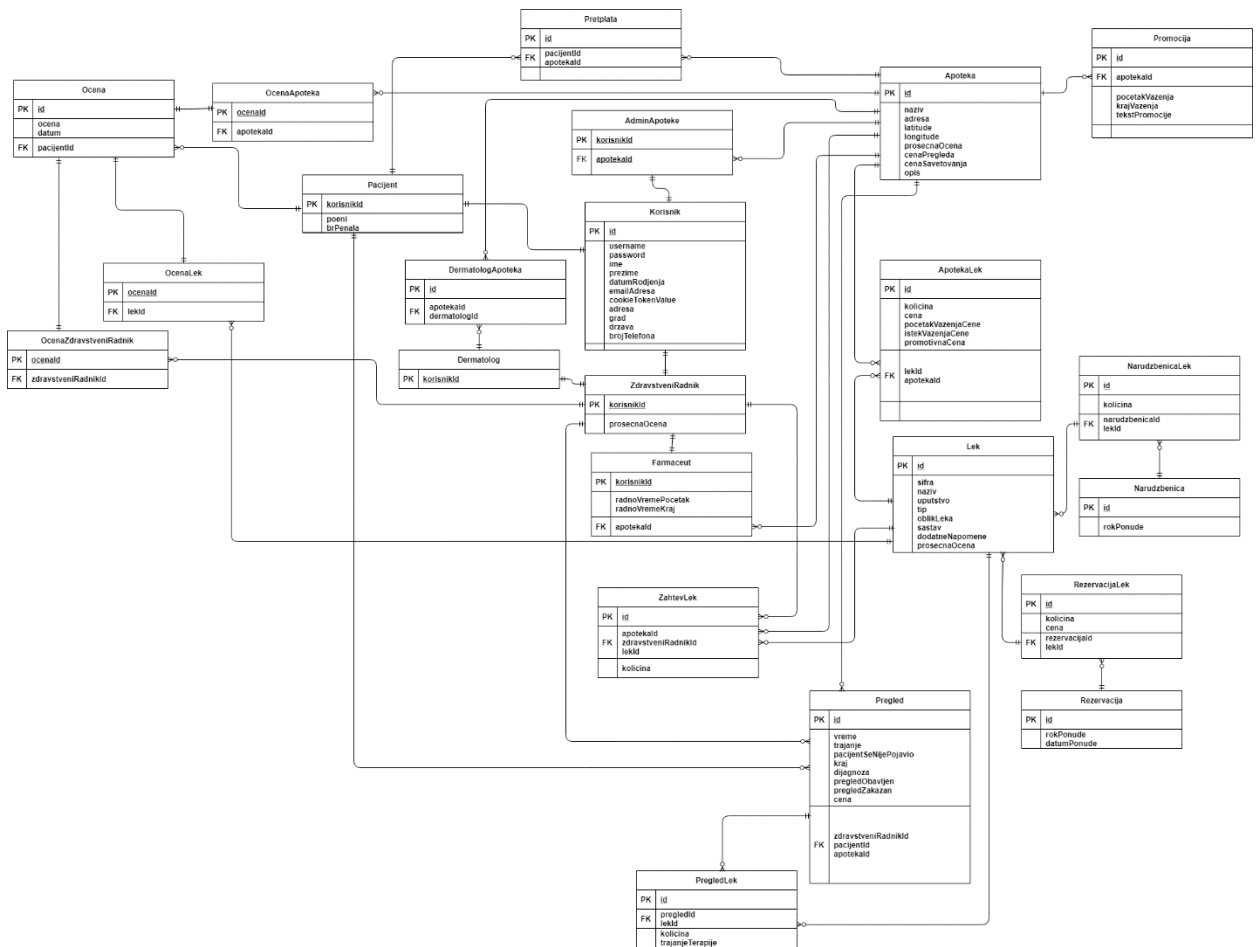 Pretplata
PK id
FK pacijentId
apotekaId
Promocija
PK id
FK apotekaId
pocetakVazenja
krajVazenja
tekstPromocije
Ocena
PK id
ocena
datum
FK pacijentId
OcenaApoteka
PK ocenaId
FK apotekaId
Apoteka
PK id
naziv
adresa
latitude
longitude
prosecnaOcena
cenaPregleda
cenaSavetovanja
opis
AdminApoteke
PK korisnikId
FK apotekaId
Pacijent
PK korisnikId
poeni
brPenala
Korisnik
PK id
username
password
ime
prezime
datumRodjenja
emailAdresa
cookieTokenValue
adresa
grad
drzava
brojTelefona
OcenaLek
PK ocenaId
FK lekId
DermatologApoteka
PK id
FK apotekaId
dermatologId
ApotekaLek
PK id
kolicina
cena
pocetakVazenjaCene
istekVazenjaCene
promotivnaCena
FK lekId
apotekaId
OcenaZdravstveniRadnik
PK ocenaId
FK zdravstveniRadnikId
Dermatolog
PK korisnikId
ZdravstveniRadnik
PK korisnikId
prosecnaOcena
NarudzbenicaLek
PK id
kolicina
FK narudzbenicaId
lekId
Farmaceut
PK korisnikId
radnoVremePocetak
radnoVremeKraj
FK apotekaId
Lek
PK id
sifra
naziv
uputstvo
tip
oblikLeka
sastav
dodatneNapomene
prosecnaOcena
Narudzbenica
PK id
rokPonude
ZahtevLek
PK id
FK apotekaId
zdravstveniRadnikId
lekId
kolicina
RezervacijaLek
PK id
kolicina
cena
FK rezervacijaId
lekId
Pregled
PK id
vreme
trajanje
pacijentSeNijePojavio
kraj
dijagnoza
pregledObavljen
pregledZakazan
cena
FK zdravstveniRadnikId
pacijentId
apotekaId
Rezervacija
PK id
rokPonude
datumPonude
PregledLek
PK id
FK pregledId
lekId
kolicina
trajanjeTerapije